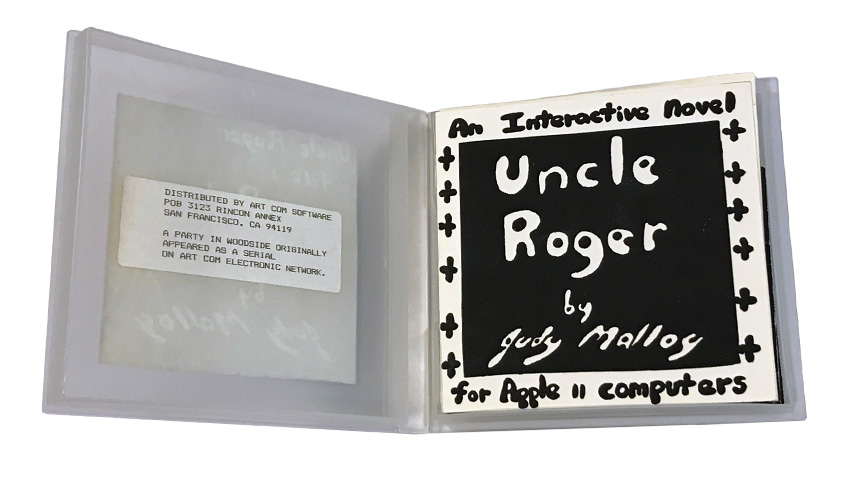 DISTRIBUTED BY ART COM SOFTWARE
POB 3123 RINCON ANNEX
SAN FRANCISCO, CA 94119
A PARTY IN WOODSIDE ORIGINALLY
APPEARED AS A SERIAL
ON ART COM ELECTRONIC NETWORK.
An Interactive Novel
Uncle
Roger
by
Judy Malloy
for Apple II computers